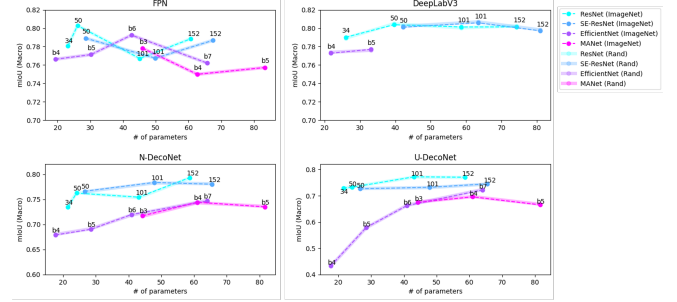 FPN
mioU (Macro)
0.82
0.80
0.78
0.76
0.74
0.72
0.70
34
50
50
b4
b5
b6
b3
101
101
152
152
b7
b4
b5
20 30 40 50 60 70 80
# of parameters
DeepLabV3
mioU (Macro)
0.82
0.80
0.78
0.76
0.74
0.72
0.70
b4
34
b5
50
50
101
101
152
152
20 30 40 50 60 70 80
# of parameters
ResNet (ImageNet)
SE-ResNet (ImageNet)
EfficientNet (ImageNet)
MANet (ImageNet)
ResNet (Rand)
SE-ResNet (Rand)
EfficientNet (Rand)
MANet (Rand)
N-DecoNet
mioU (Macro)
0.80
0.75
0.70
0.65
0.60
b4
34
50
50
b5
b6
b3
101
101
152
152
b4
b7
b5
20 30 40 50 60 70 80
# of parameters
U-DecoNet
mioU (Macro)
0.8
0.7
0.6
0.5
0.4
b4
34
50
50
b5
b6
b3
101
101
152
152
b7
b4
b5
20 30 40 50 60 70 80
# of parameters